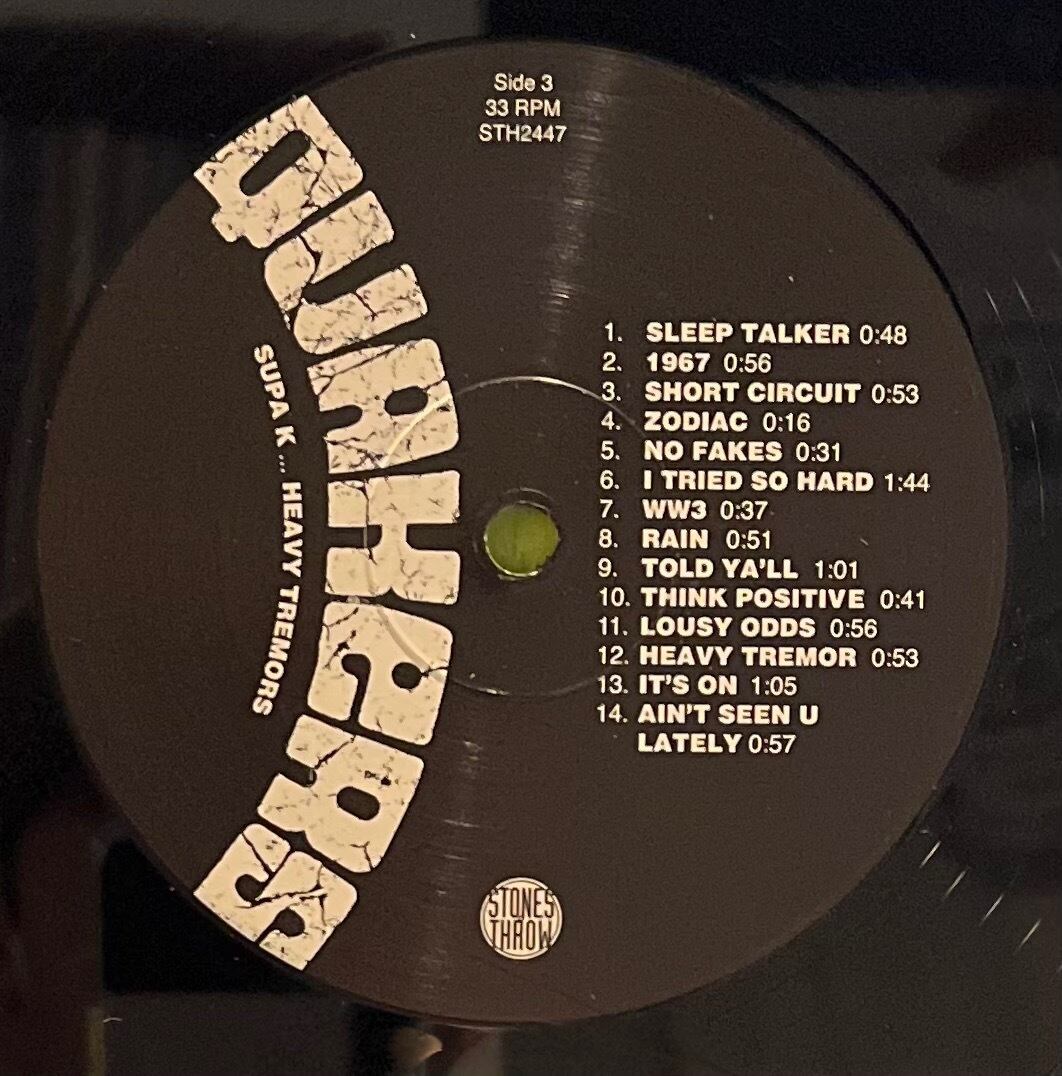 Side 3
33 RPM
STH2447
QUAKERS
SUPA K ... HEAVY TREMORS
1. SLEEP TALKER 0:48
2. 1967 0:56
3. SHORT CIRCUIT 0:53
4. ZODIAC 0:16
5. NO FAKES 0:31
6. I TRIED SO HARD 1:44
7. WW3 0:37
8. RAIN 0:51
9. TOLD YA'LL 1:01
10. THINK POSITIVE 0:41
11. LOUSY ODDS 0:56
12. HEAVY TREMOR 0:53
13. IT'S ON 1:05
14. AIN'T SEEN U
LATELY 0:57
STONES
THROW